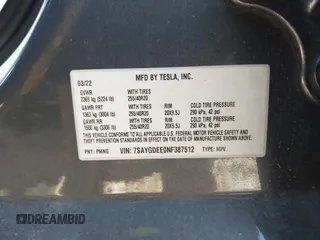 MFD BY TESLA, INC.
03/22
GVWR WITH TIRES
2369 kg (5224 lb) 255/40R20
GAWR FRT WITH TIRES RIM COLD TIRE PRESSURE
1363 kg (3004 lb) 255/40R20 20X9.5J 290 kPa, 42 psi
GAWR RR WITH TIRES RIM COLD TIRE PRESSURE
1500 kg (3306 lb) 255/40R20 20X9.5J 290 kPa, 42 psi
THIS VEHICLE CONFORMS TO ALL APPLICABLE
U.S. FEDERAL MOTOR VEHICLE SAFETY
AND THEFT PREVENTION STANDARDS IN EFFECT ON
THE DATE OF MANUFACTURE SHOWN ABOVE
PNT: PMNG VIN: 7SAYGDEE0NF387512 TYPE: MPV
DREAMBID